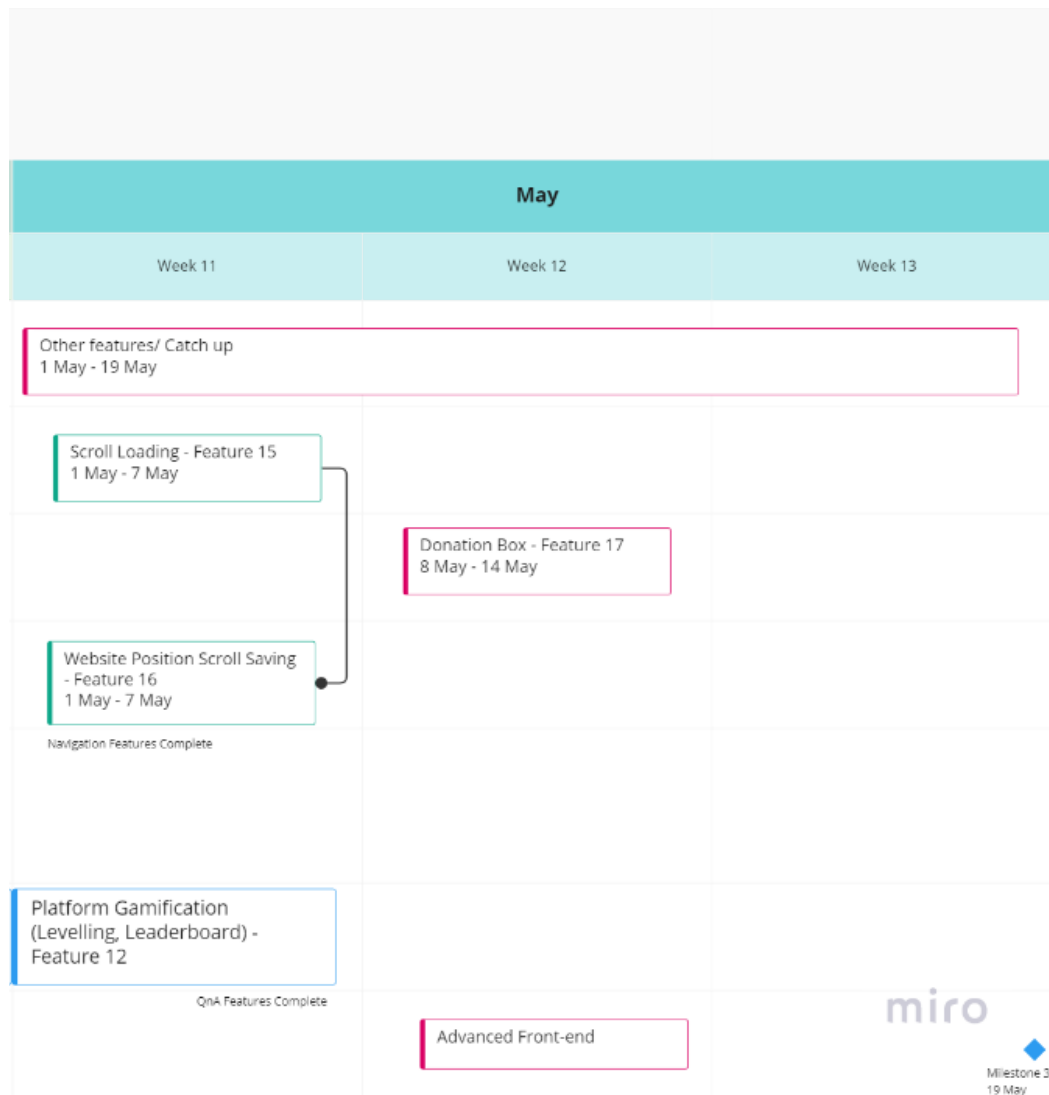 May
Week 11
Week 12
Week 13
Other features/ Catch up
1 May - 19 May
Scroll Loading - Feature 15
1 May - 7 May
Donation Box - Feature 17
8 May - 14 May
Website Position Scroll Saving
- Feature 16
1 May - 7 May
Navigation Features Complete
Platform Gamification
(Levelling, Leaderboard) -
Feature 12
QnA Features Complete
miro
Advanced Front-end
Milestone 3
19 May